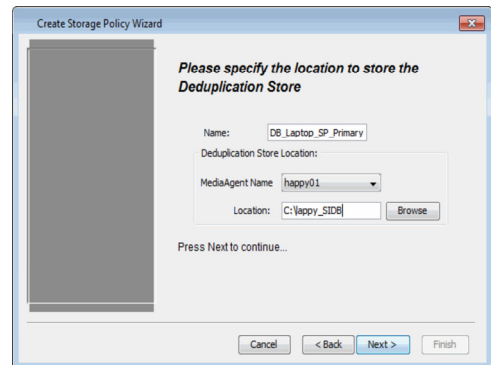 Create Storage Policy Wizard
Please specify the location to store the
Deduplication Store
Name: DB_Laptop_SP_Primary
Deduplication Store Location:
MediaAgent Name happy01
Location: C:\lappy_SIDB Browse
Press Next to continue...
Cancel < Back Next > Finish